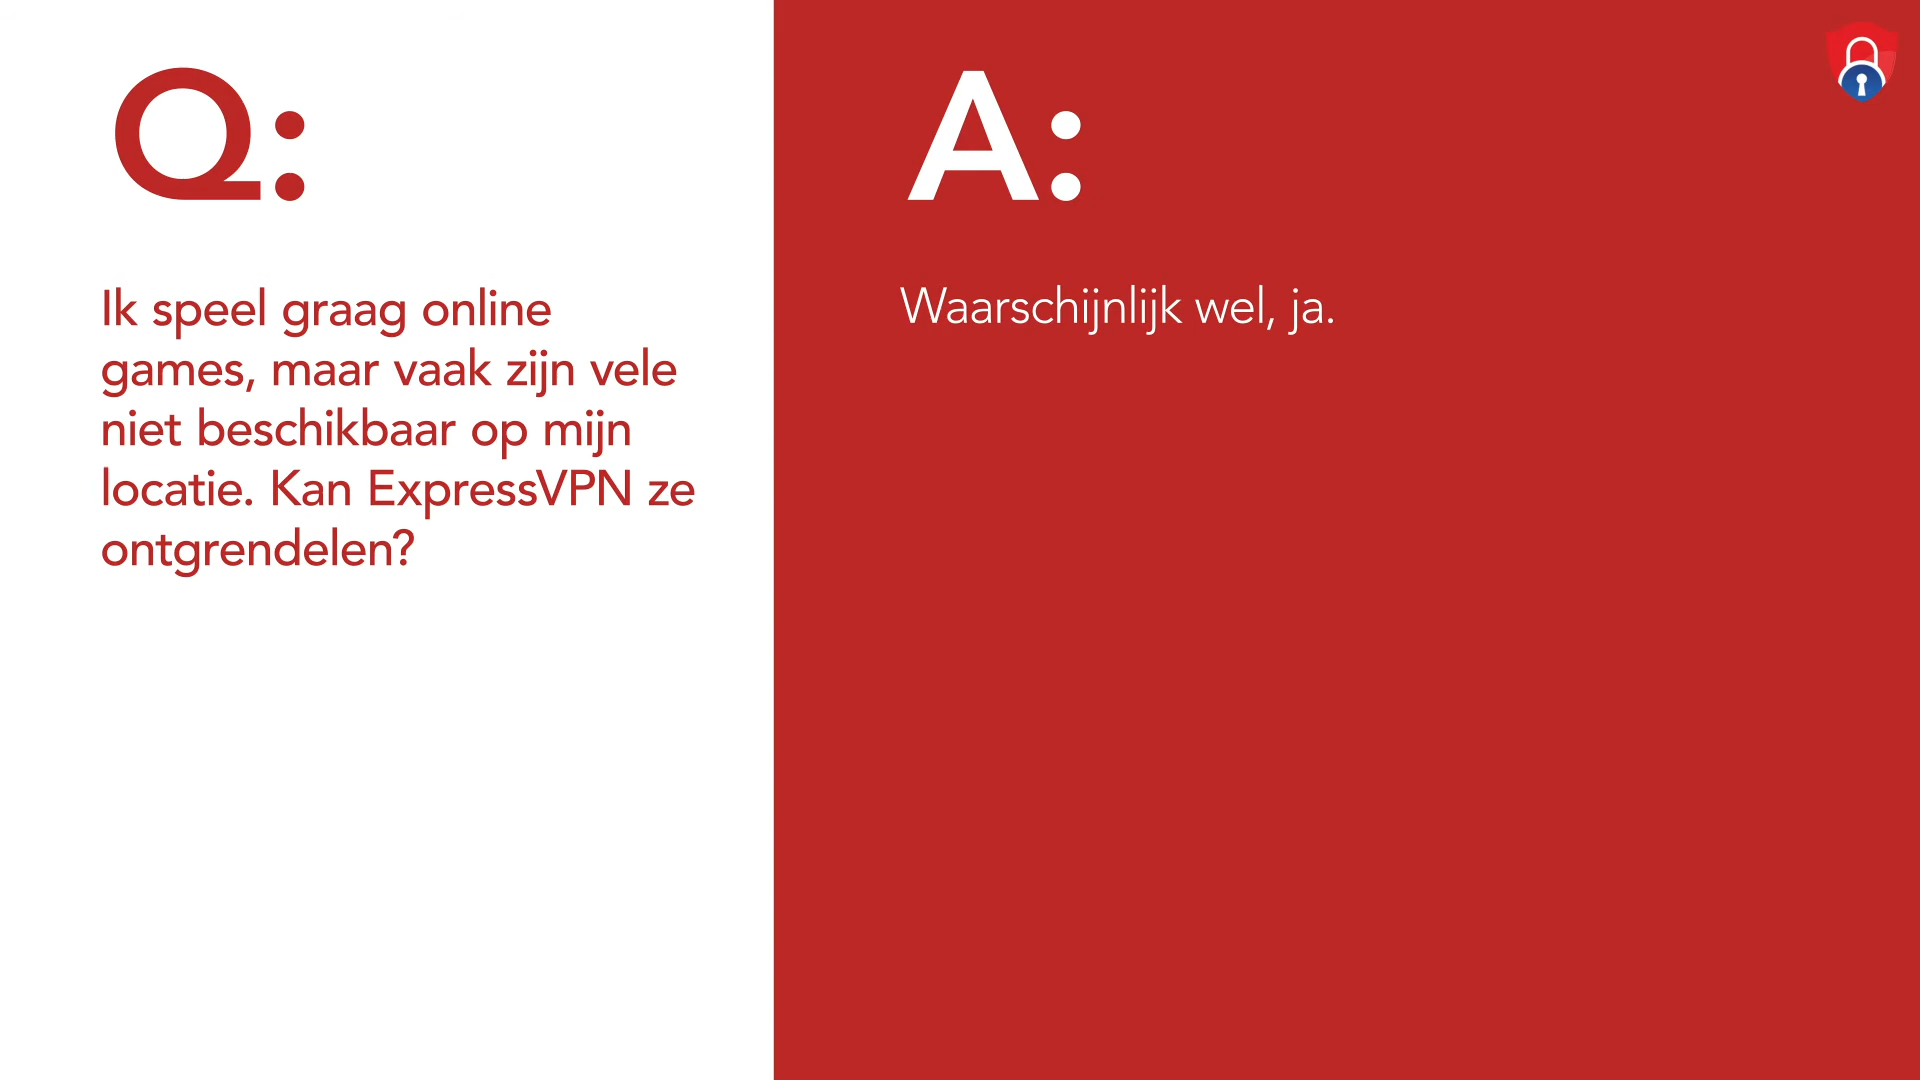 Q:
Ik speel graag online
games, maar vaak zijn vele
niet beschikbaar op mijn
locatie. Kan ExpressVPN ze
ontgrendelen?
A:
Waarschijnlijk wel, ja.